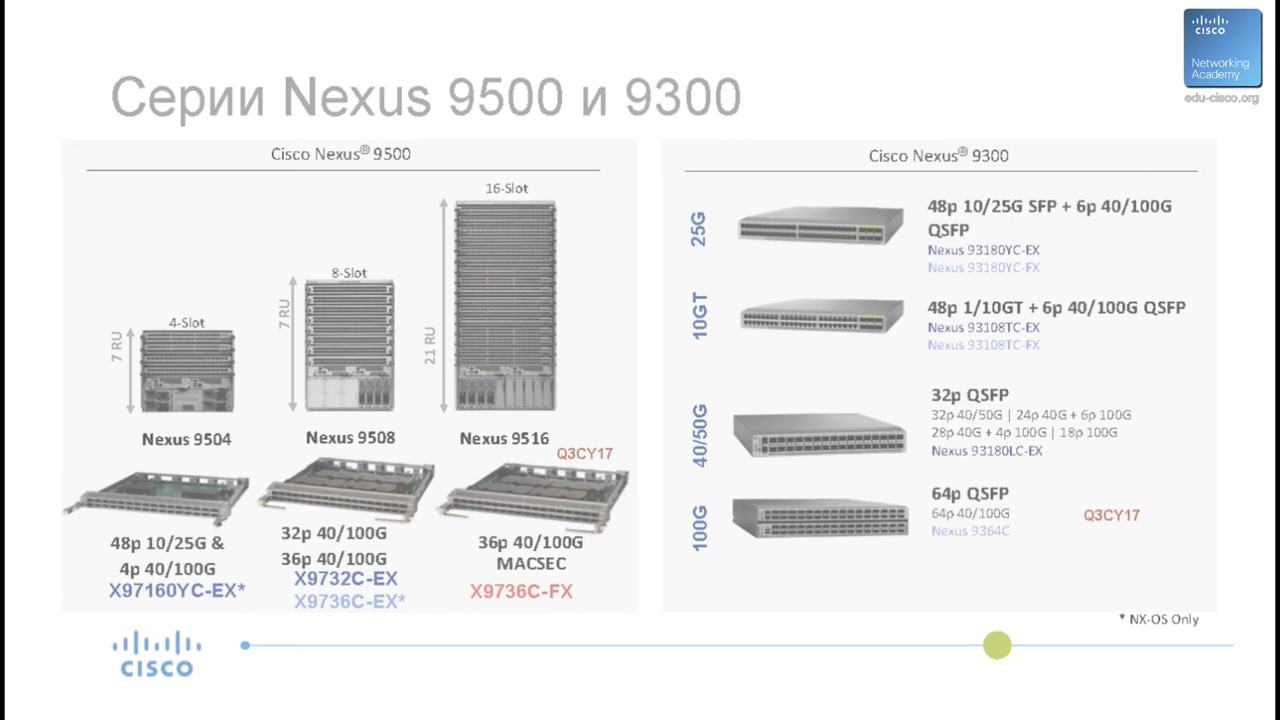 CISCO
Networking
Academy
edu-cisco.org
Серии Nexus 9500 и 9300
Cisco Nexus® 9500
16-Slot
8-Slot
4-Slot
7 RU
7 RU
21 RU
Nexus 9504
Nexus 9508
Nexus 9516
Q3CY17
48p 10/25G &
4p 40/100G
X97160YC-EX*
32p 40/100G
36p 40/100G
X9732C-EX
X9736C-EX*
36p 40/100G
MACSEC
X9736C-FX
Cisco Nexus® 9300
25G
48p 10/25G SFP + 6p 40/100G
QSFP
Nexus 93180YC-EX
Nexus 93180YC-FX
10GT
48p 1/10GT + 6p 40/100G QSFP
Nexus 93108TC-EX
Nexus 93108TC-FX
40/50G
32p QSFP
32p 40/50G | 24p 40G + 6p 100G
28p 40G + 4p 100G | 18p 100G
Nexus 93180LC-EX
100G
64p QSFP
64p 40/100G
Nexus 9364C
Q3CY17
* NX-OS Only
CISCO